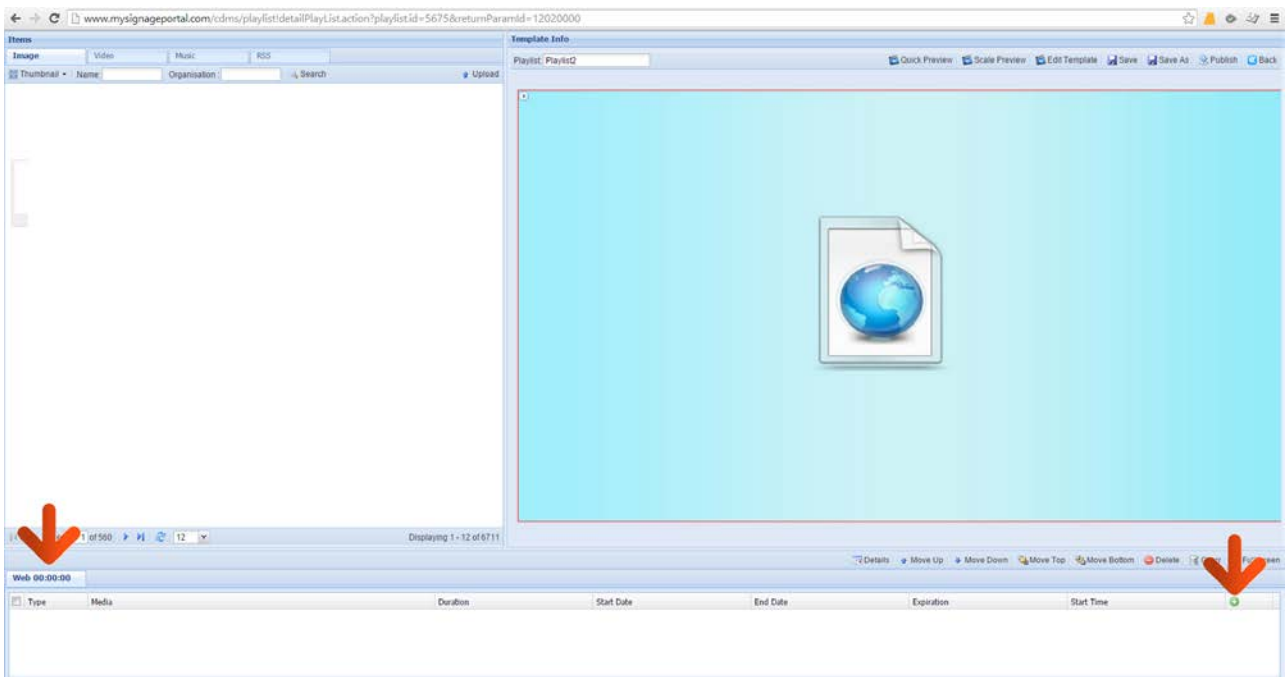 www.mysignageportal.com/cdms/playlist!detailPlayList.action?playlist.id=5675&returnParamId=12020000
Items
Image Video Music RSS
Thumbnail Name: Organisation: Search Upload
Template Info
Playlist: Playlist2 Quick Preview Scale Preview Edit Template Save Save As Publish Back
1 of 560 12 Displaying 1 - 12 of 6711
Details Move Up Move Down Move Top Move Bottom Delete
Web 00:00:00
Type Media Duration Start Date End Date Expiration Start Time